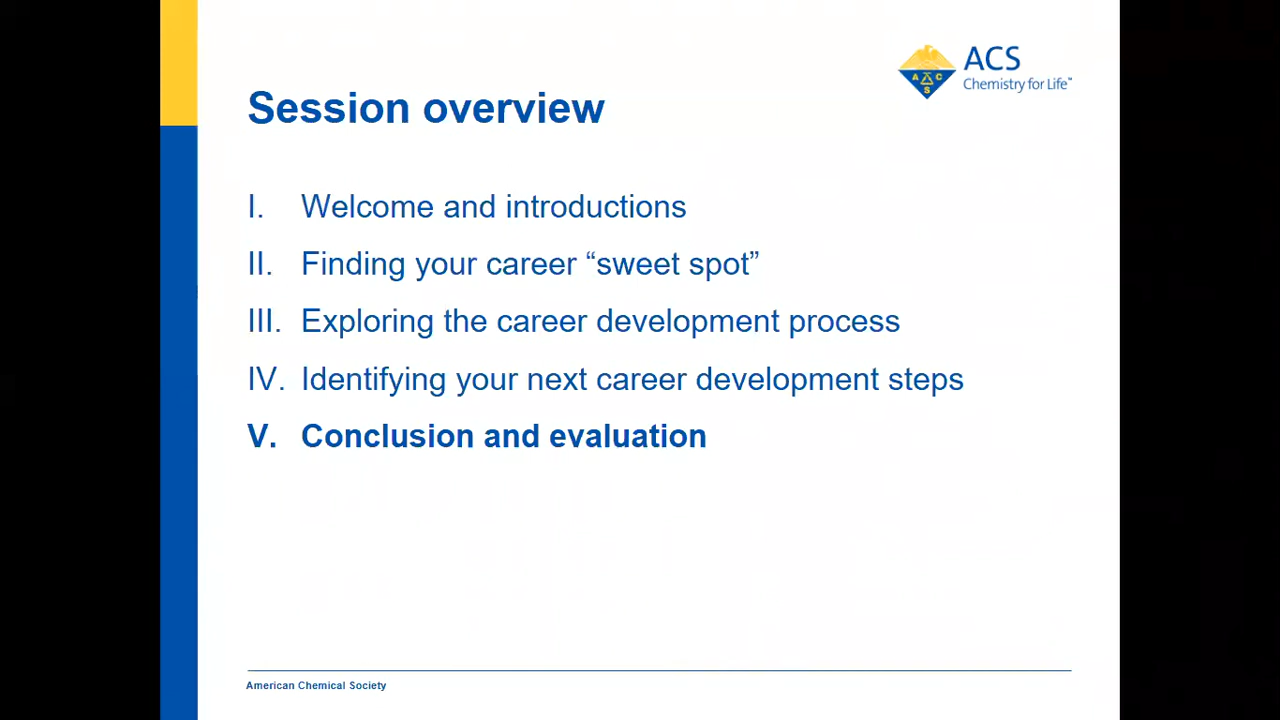 ACS
Chemistry for Life™
A C S
Session overview
I. Welcome and introductions
II. Finding your career “sweet spot”
III. Exploring the career development process
IV. Identifying your next career development steps
V. Conclusion and evaluation
American Chemical Society